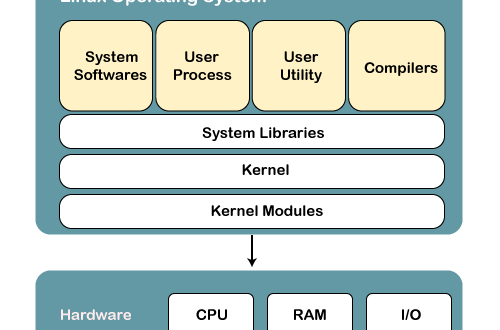 Linux Operating System
System
Softwares
User
Process
User
Utility
Compilers
System Libraries
Kernel
Kernel Modules
Hardware
CPU
RAM
I/O